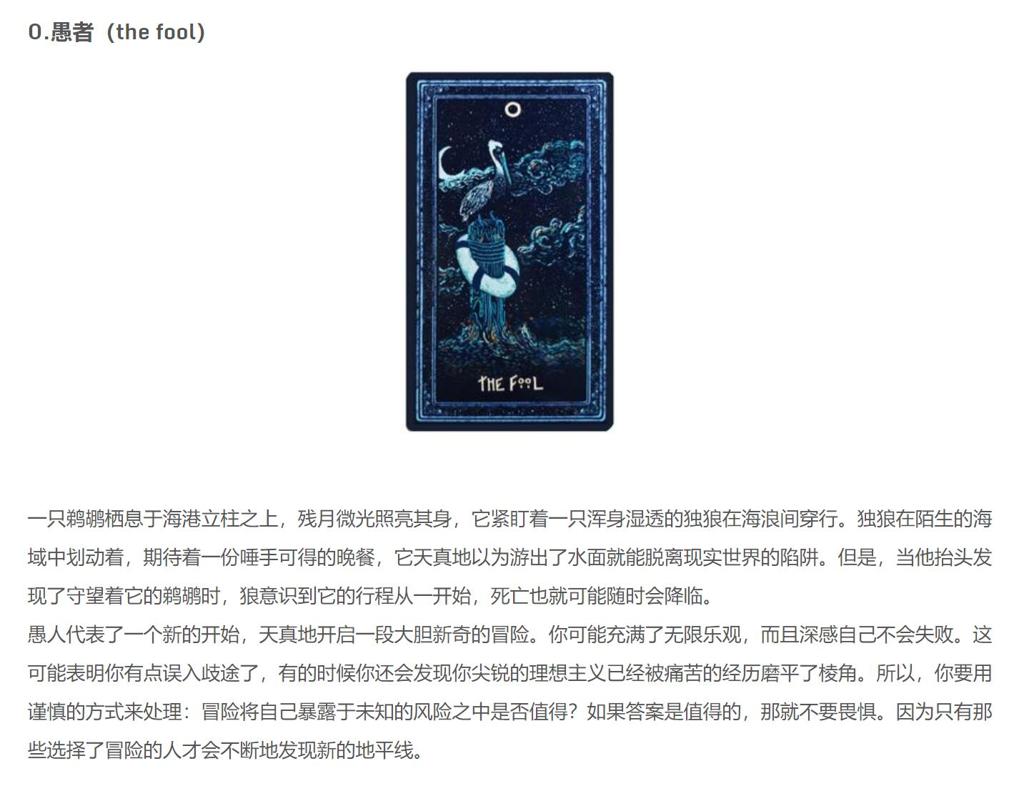 0.愚者（the fool）
THE FOOL
一只鹈鹕栖息于海港立柱之上，残月微光照亮其身，它紧盯着一只浑身湿透的独狼在海浪间穿行。独狼在陌生的海
域中划动着，期待着一份唾手可得的晚餐，它天真地以为游出了水面就能脱离现实世界的陷阱。但是，当他抬头发
现了守望着它的鹈鹕时，狼意识到它的行程从一开始，死亡也就可能随时会降临。
愚人代表了一个新的开始，天真地开启一段大胆新奇的冒险。你可能充满了无限乐观，而且深感自己不会失败。这
可能表明你有点误入歧途了，有的时候你还会发现你尖锐的理想主义已经被痛苦的经历磨平了棱角。所以，你要用
谨慎的方式来处理：冒险将自己暴露于未知的风险之中是否值得？如果答案是值得的，那就不要畏惧。因为只有那
些选择了冒险的人才会不断地发现新的地平线。